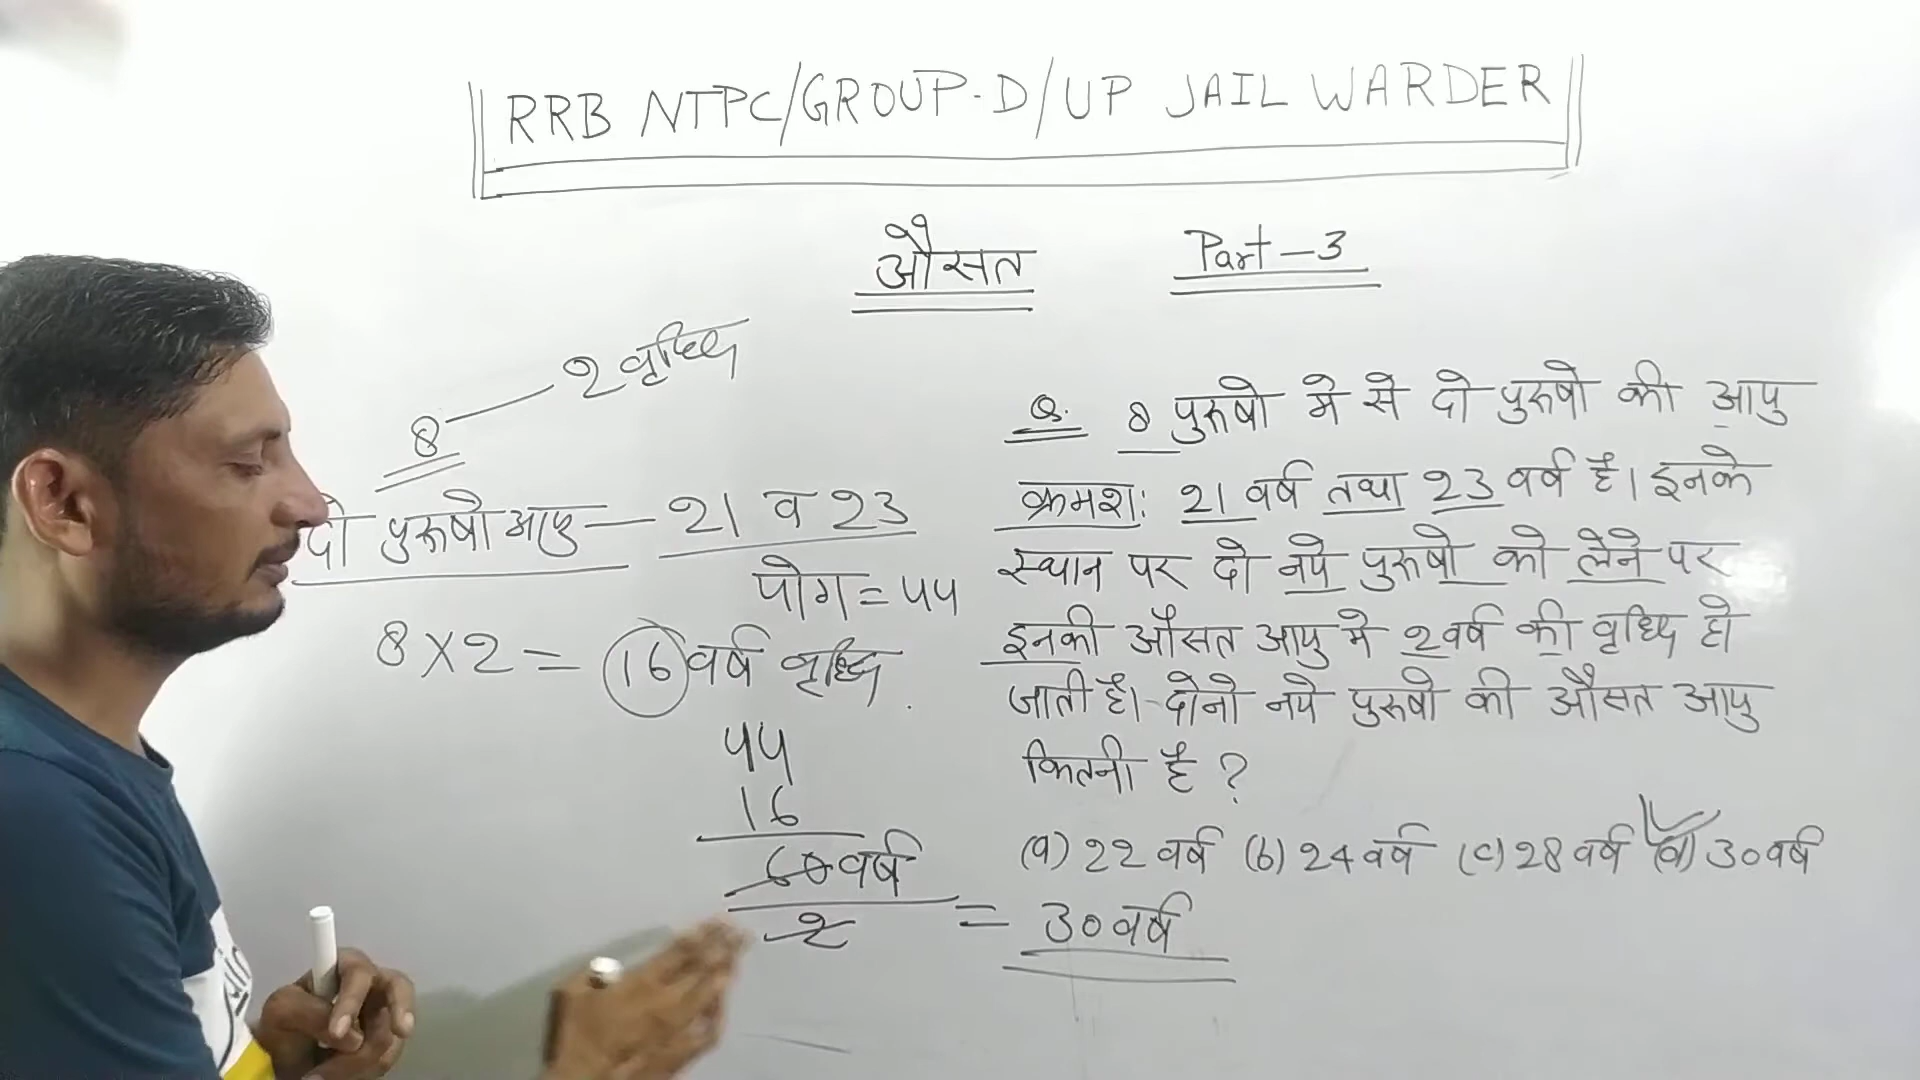 RRB NTPC/GROUP-D/UP JAIL WARDER
औसत Part-3
8 — 2 वृध्दि
दो पुरूषो आयु — 21 व 23
योग = 44
8 X 2 = 16 वर्ष वृध्दि.
44
16
60 वर्ष
2
= 30 वर्ष
Q. 8 पुरूषो मे से दो पुरूषो की आयु
क्रमशः 21 वर्ष तथा 23 वर्ष है। इनके
स्थान पर दो नये पुरूषो को लेने पर
इनकी औसत आयु मे 2 वर्ष की वृध्दि हो
जाती है। दोनो नये पुरूषो की औसत आयु
कितनी है ?
(a) 22 वर्ष (b) 24 वर्ष (c) 28 वर्ष (d) 30 वर्ष